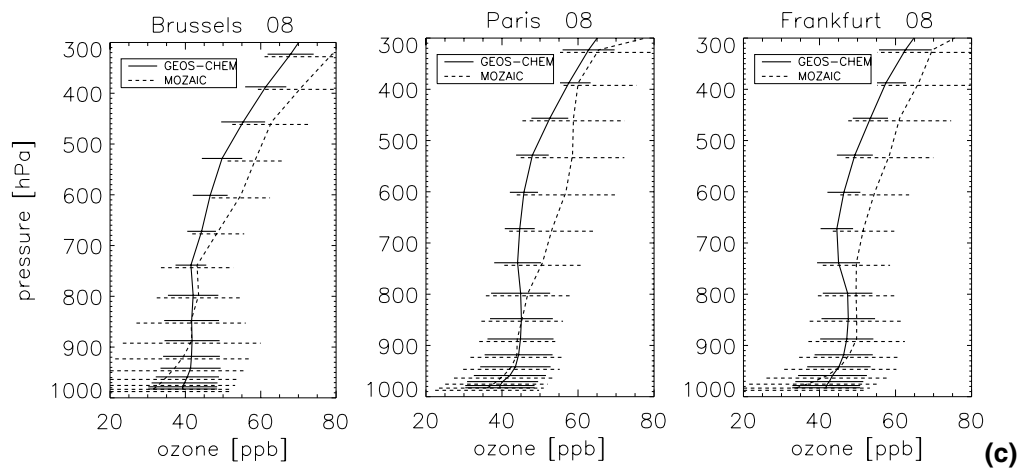 Brussels 08
GEOS-CHEM
MOZAIC
pressure [hPa]
300
400
500
600
700
800
900
1000
20 40 60 80
ozone [ppb]
Paris 08
GEOS-CHEM
MOZAIC
300
400
500
600
700
800
900
1000
20 40 60 80
ozone [ppb]
Frankfurt 08
GEOS-CHEM
MOZAIC
300
400
500
600
700
800
900
1000
20 40 60 80
ozone [ppb]
(c)